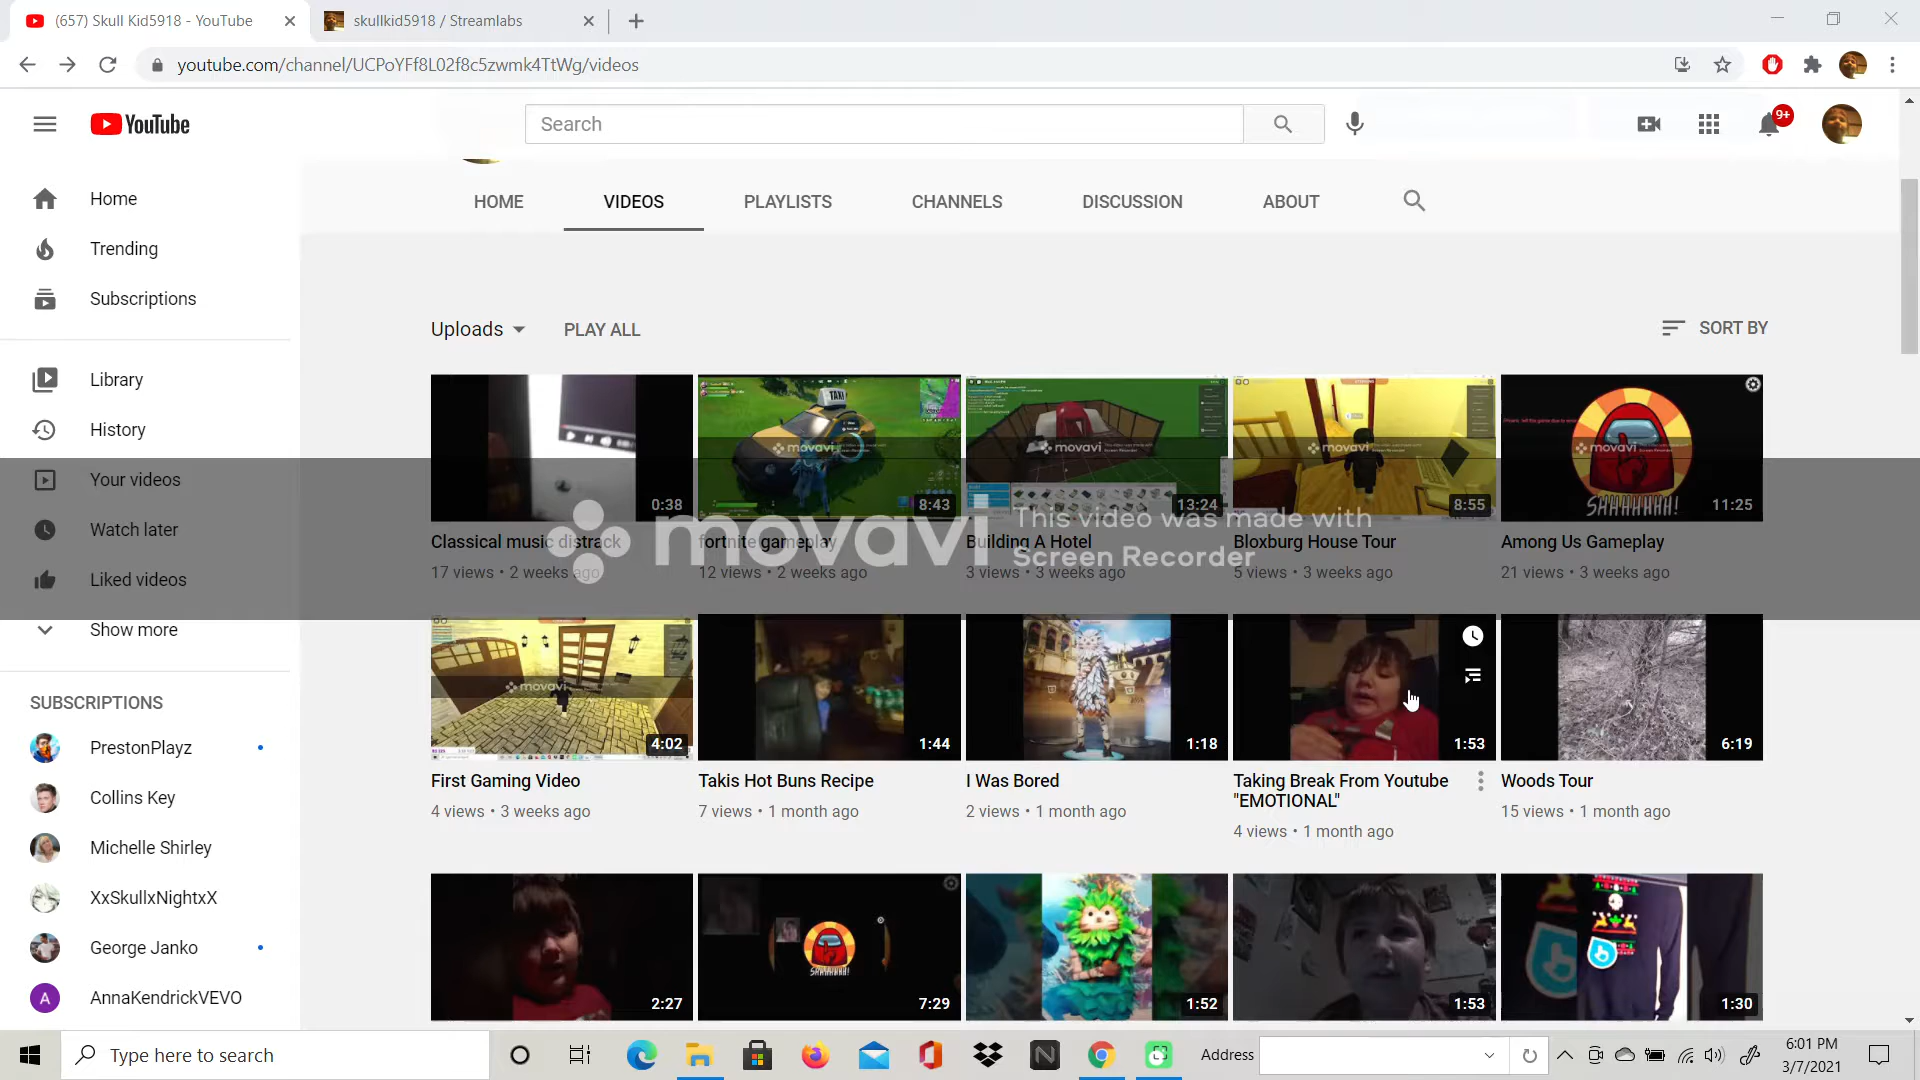 (657) Skull Kid5918 - YouTube
skullkid5918 / Streamlabs
youtube.com/channel/UCPoYFf8L02f8c5zwmk4TtWg/videos
YouTube
Search
9+
HOME VIDEOS PLAYLISTS CHANNELS DISCUSSION ABOUT
Home
Trending
Subscriptions
Library
History
Your videos
Watch later
Liked videos
Show more
SUBSCRIPTIONS
PrestonPlayz
Collins Key
Michelle Shirley
XxSkullxNightxX
George Janko
A AnnaKendrickVEVO
Uploads PLAY ALL SORT BY
TAXI
movavi
movavi
movavi
movavi
SHHHHHHH!
0:38 8:43 13:24 8:55 11:25
movavi
This video was made with
Screen Recorder
Classical music distrack
17 views • 2 weeks ago
fortnite gameplay
12 views • 2 weeks ago
Building A Hotel
3 views • 3 weeks ago
Bloxburg House Tour
5 views • 3 weeks ago
Among Us Gameplay
21 views • 3 weeks ago
movavi
4:02 1:44 1:18 1:53 6:19
First Gaming Video
4 views • 3 weeks ago
Takis Hot Buns Recipe
7 views • 1 month ago
I Was Bored
2 views • 1 month ago
Taking Break From Youtube
"EMOTIONAL"
4 views • 1 month ago
Woods Tour
15 views • 1 month ago
SHHHHHHH!
2:27 7:29 1:52 1:53 1:30
Type here to search
Address
6:01 PM
3/7/2021